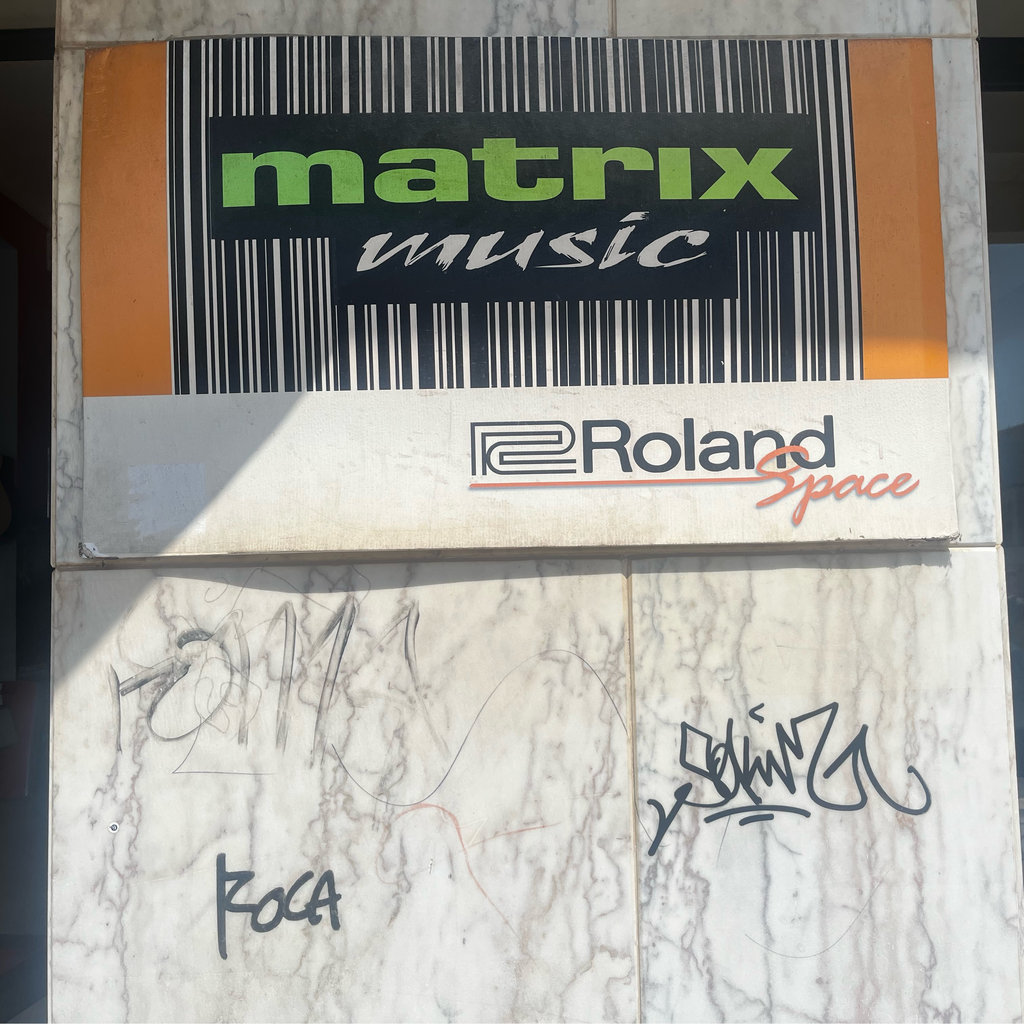 matrix
music
Roland
Space
ROCA